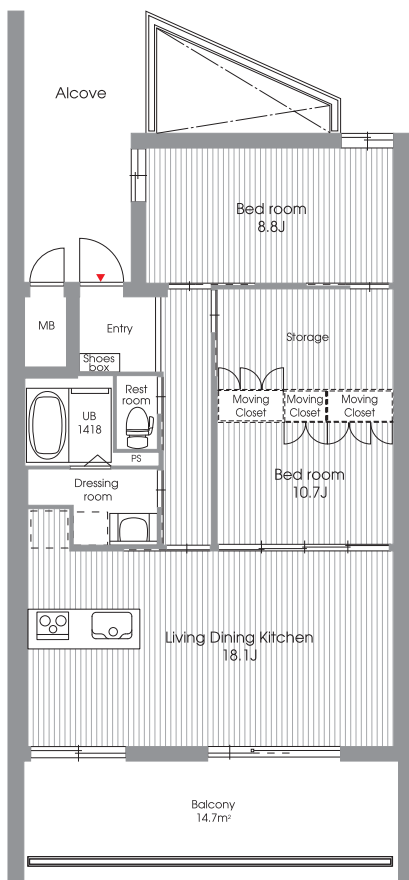 Alcove
Bed room
8.8J
MB
Entry
Storage
Shoes
box
Rest
room
Moving
Closet
Moving
Closet
Moving
Closet
UB
1418
PS
Bed room
10.7J
Dressing
room
Living Dining Kitchen
18.1J
Balcony
14.7m²